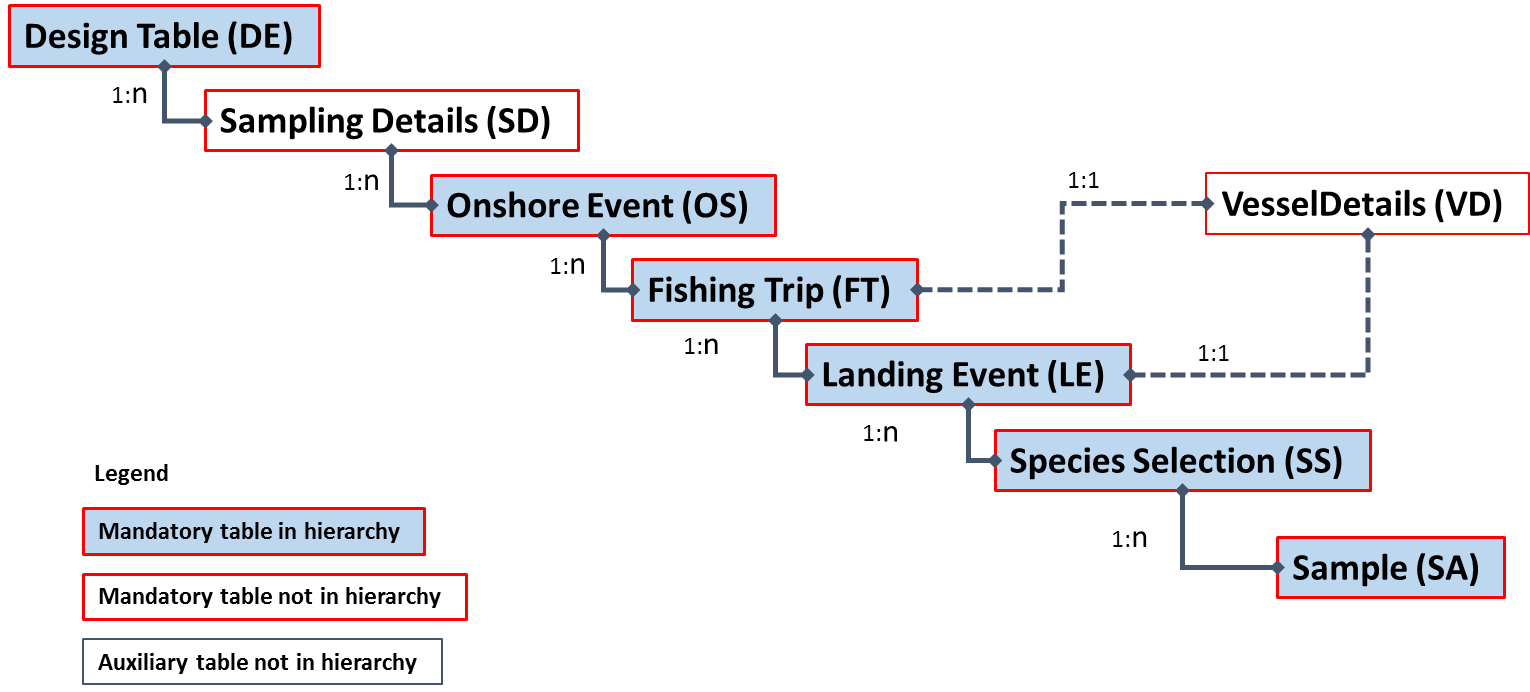 Design Table (DE)
1:n
Sampling Details (SD)
1:n
Onshore Event (OS)
1:1
VesselDetails (VD)
1:n
Fishing Trip (FT)
1:n
Landing Event (LE)
1:1
1:n
Species Selection (SS)
1:n
Sample (SA)
Legend
Mandatory table in hierarchy
Mandatory table not in hierarchy
Auxiliary table not in hierarchy